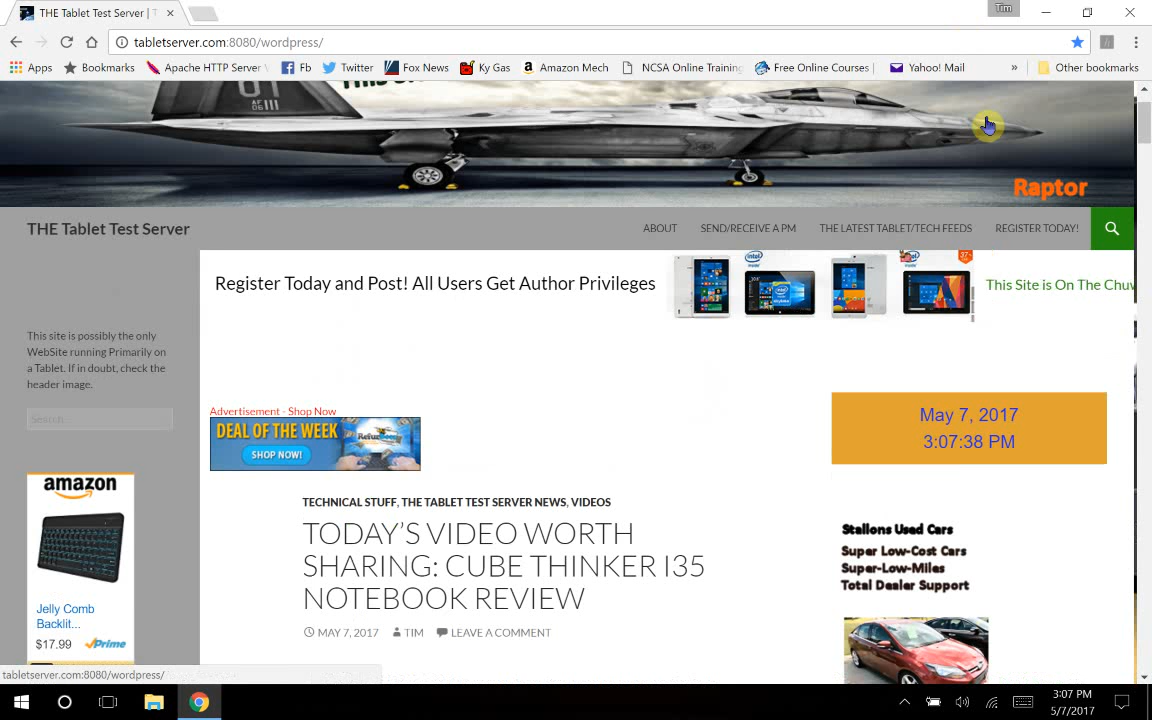 THE Tablet Test Server | T
Tim
tabletserver.com:8080/wordpress/
Apps Bookmarks Apache HTTP Server Fb Twitter Fox News Ky Gas Amazon Mech NCSA Online Training Free Online Courses | Yahoo! Mail » Other bookmarks
AF
06 III
Raptor
THE Tablet Test Server ABOUT SEND/RECEIVE A PM THE LATEST TABLET/TECH FEEDS REGISTER TODAY!
Register Today and Post! All Users Get Author Privileges
This Site is On The Chuw
intel
37%
This site is possibly the only
WebSite running Primarily on
a Tablet. If in doubt, check the
header image.
Search...
Advertisement - Shop Now
DEAL OF THE WEEK
SHOP NOW!
May 7, 2017
3:07:38 PM
amazon
Jelly Comb
Backlit...
$17.99 Prime
TECHNICAL STUFF, THE TABLET TEST SERVER NEWS, VIDEOS
TODAY’S VIDEO WORTH
SHARING: CUBE THINKER I35
NOTEBOOK REVIEW
MAY 7, 2017 TIM LEAVE A COMMENT
Stallons Used Cars
Super Low-Cost Cars
Super-Low-Miles
Total Dealer Support
tabletserver.com:8080/wordpress/
3:07 PM
5/7/2017